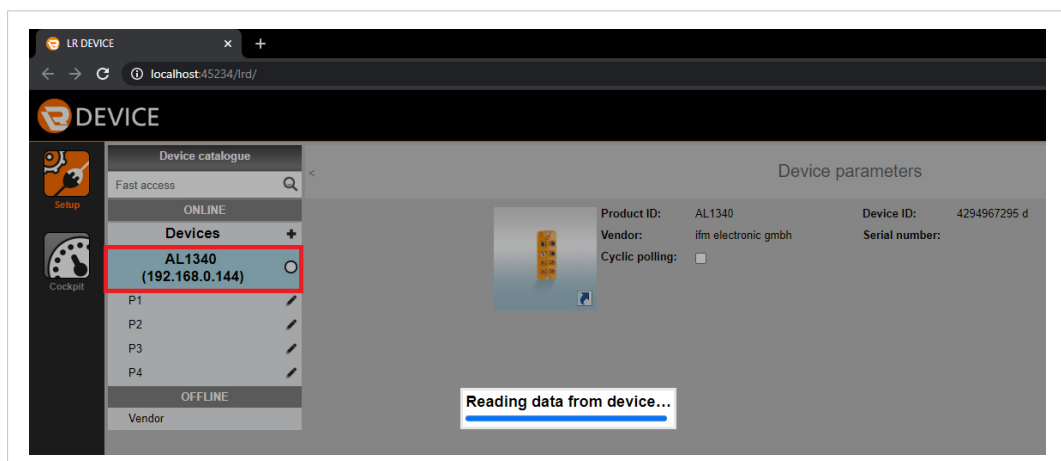 LR DEVICE × +
localhost:45234/lrd/
DEVICE
Setup
Cockpit
Device catalogue
Fast access
ONLINE
Devices +
AL1340
(192.168.0.144)
P1
P2
P3
P4
OFFLINE
Vendor
<
Device parameters
Product ID: AL1340 Device ID: 4294967295 d
Vendor: ifm electronic gmbh Serial number:
Cyclic polling:
Reading data from device...